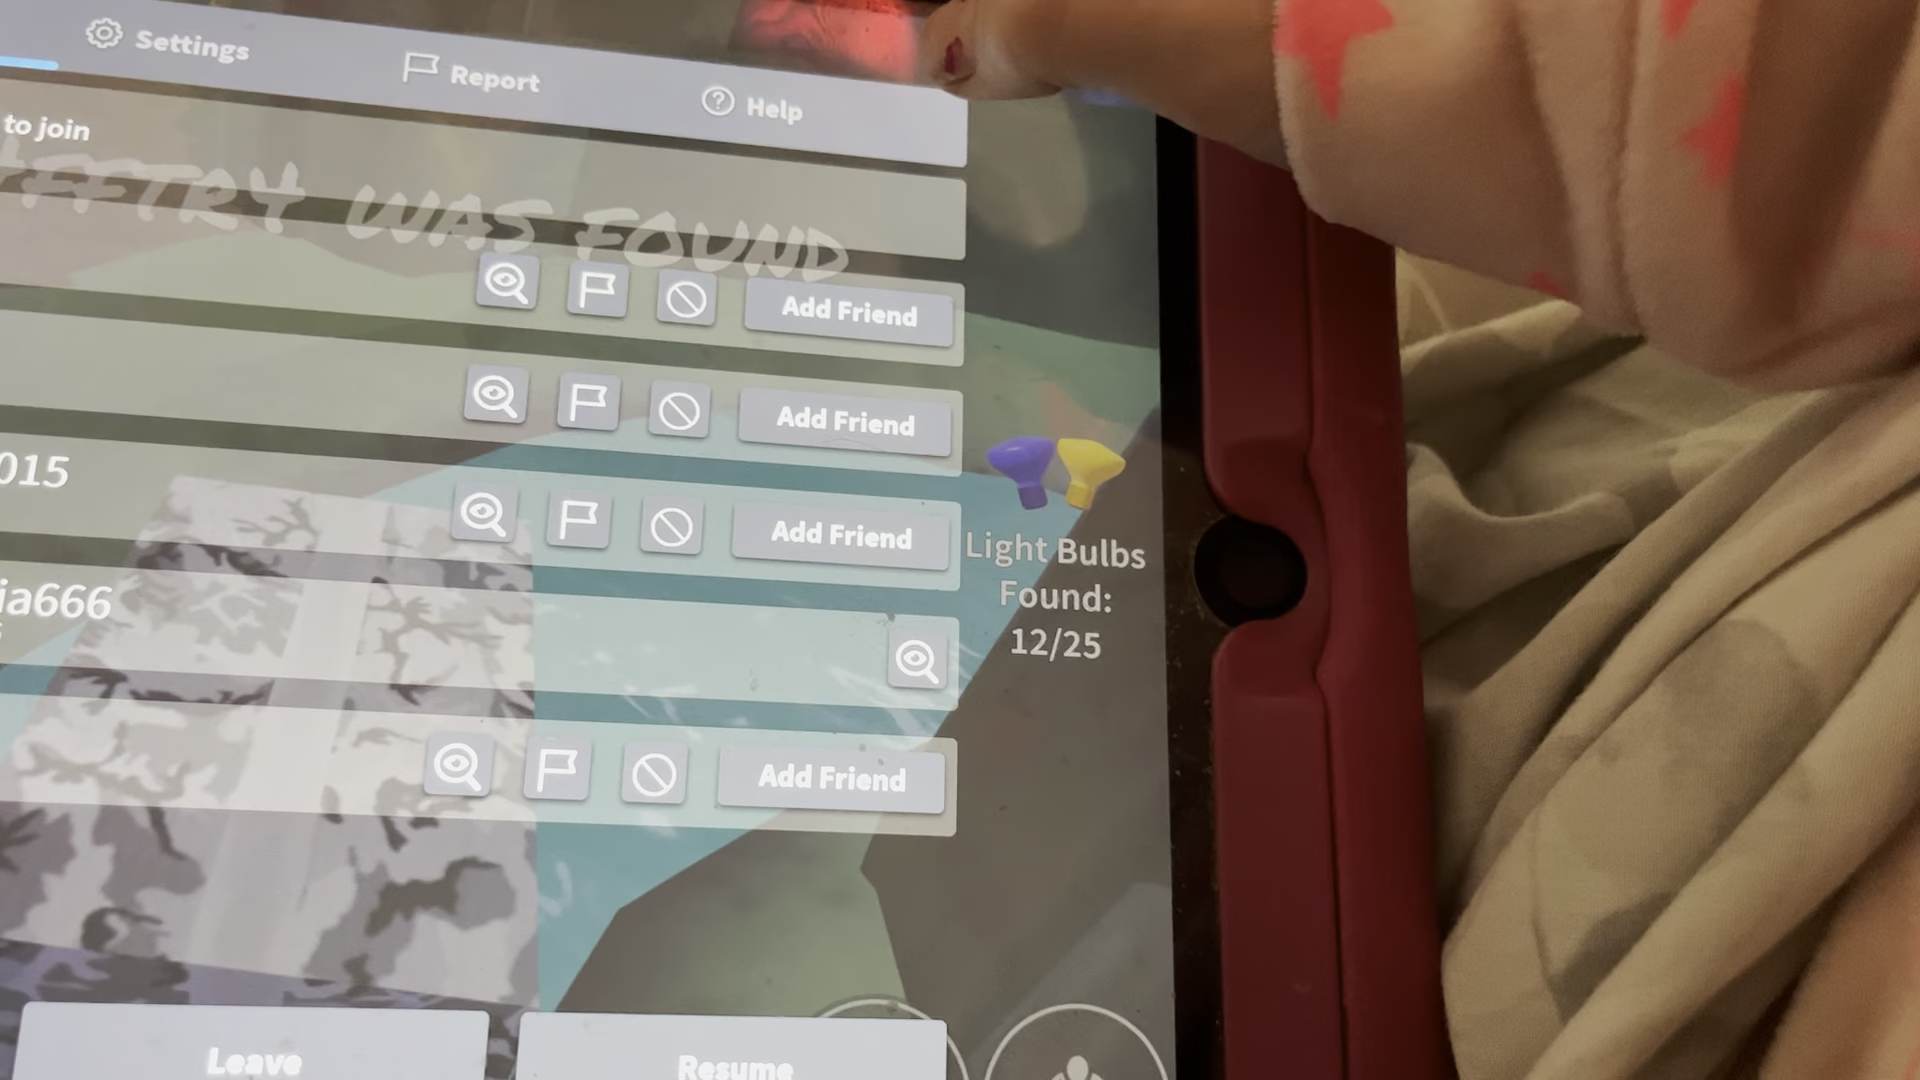 Settings
Report
Help
to join
WAS FOUND
Add Friend
Add Friend
015
Add Friend
Light Bulbs
Found:
12/25
ia666
Add Friend
Leave
Resume